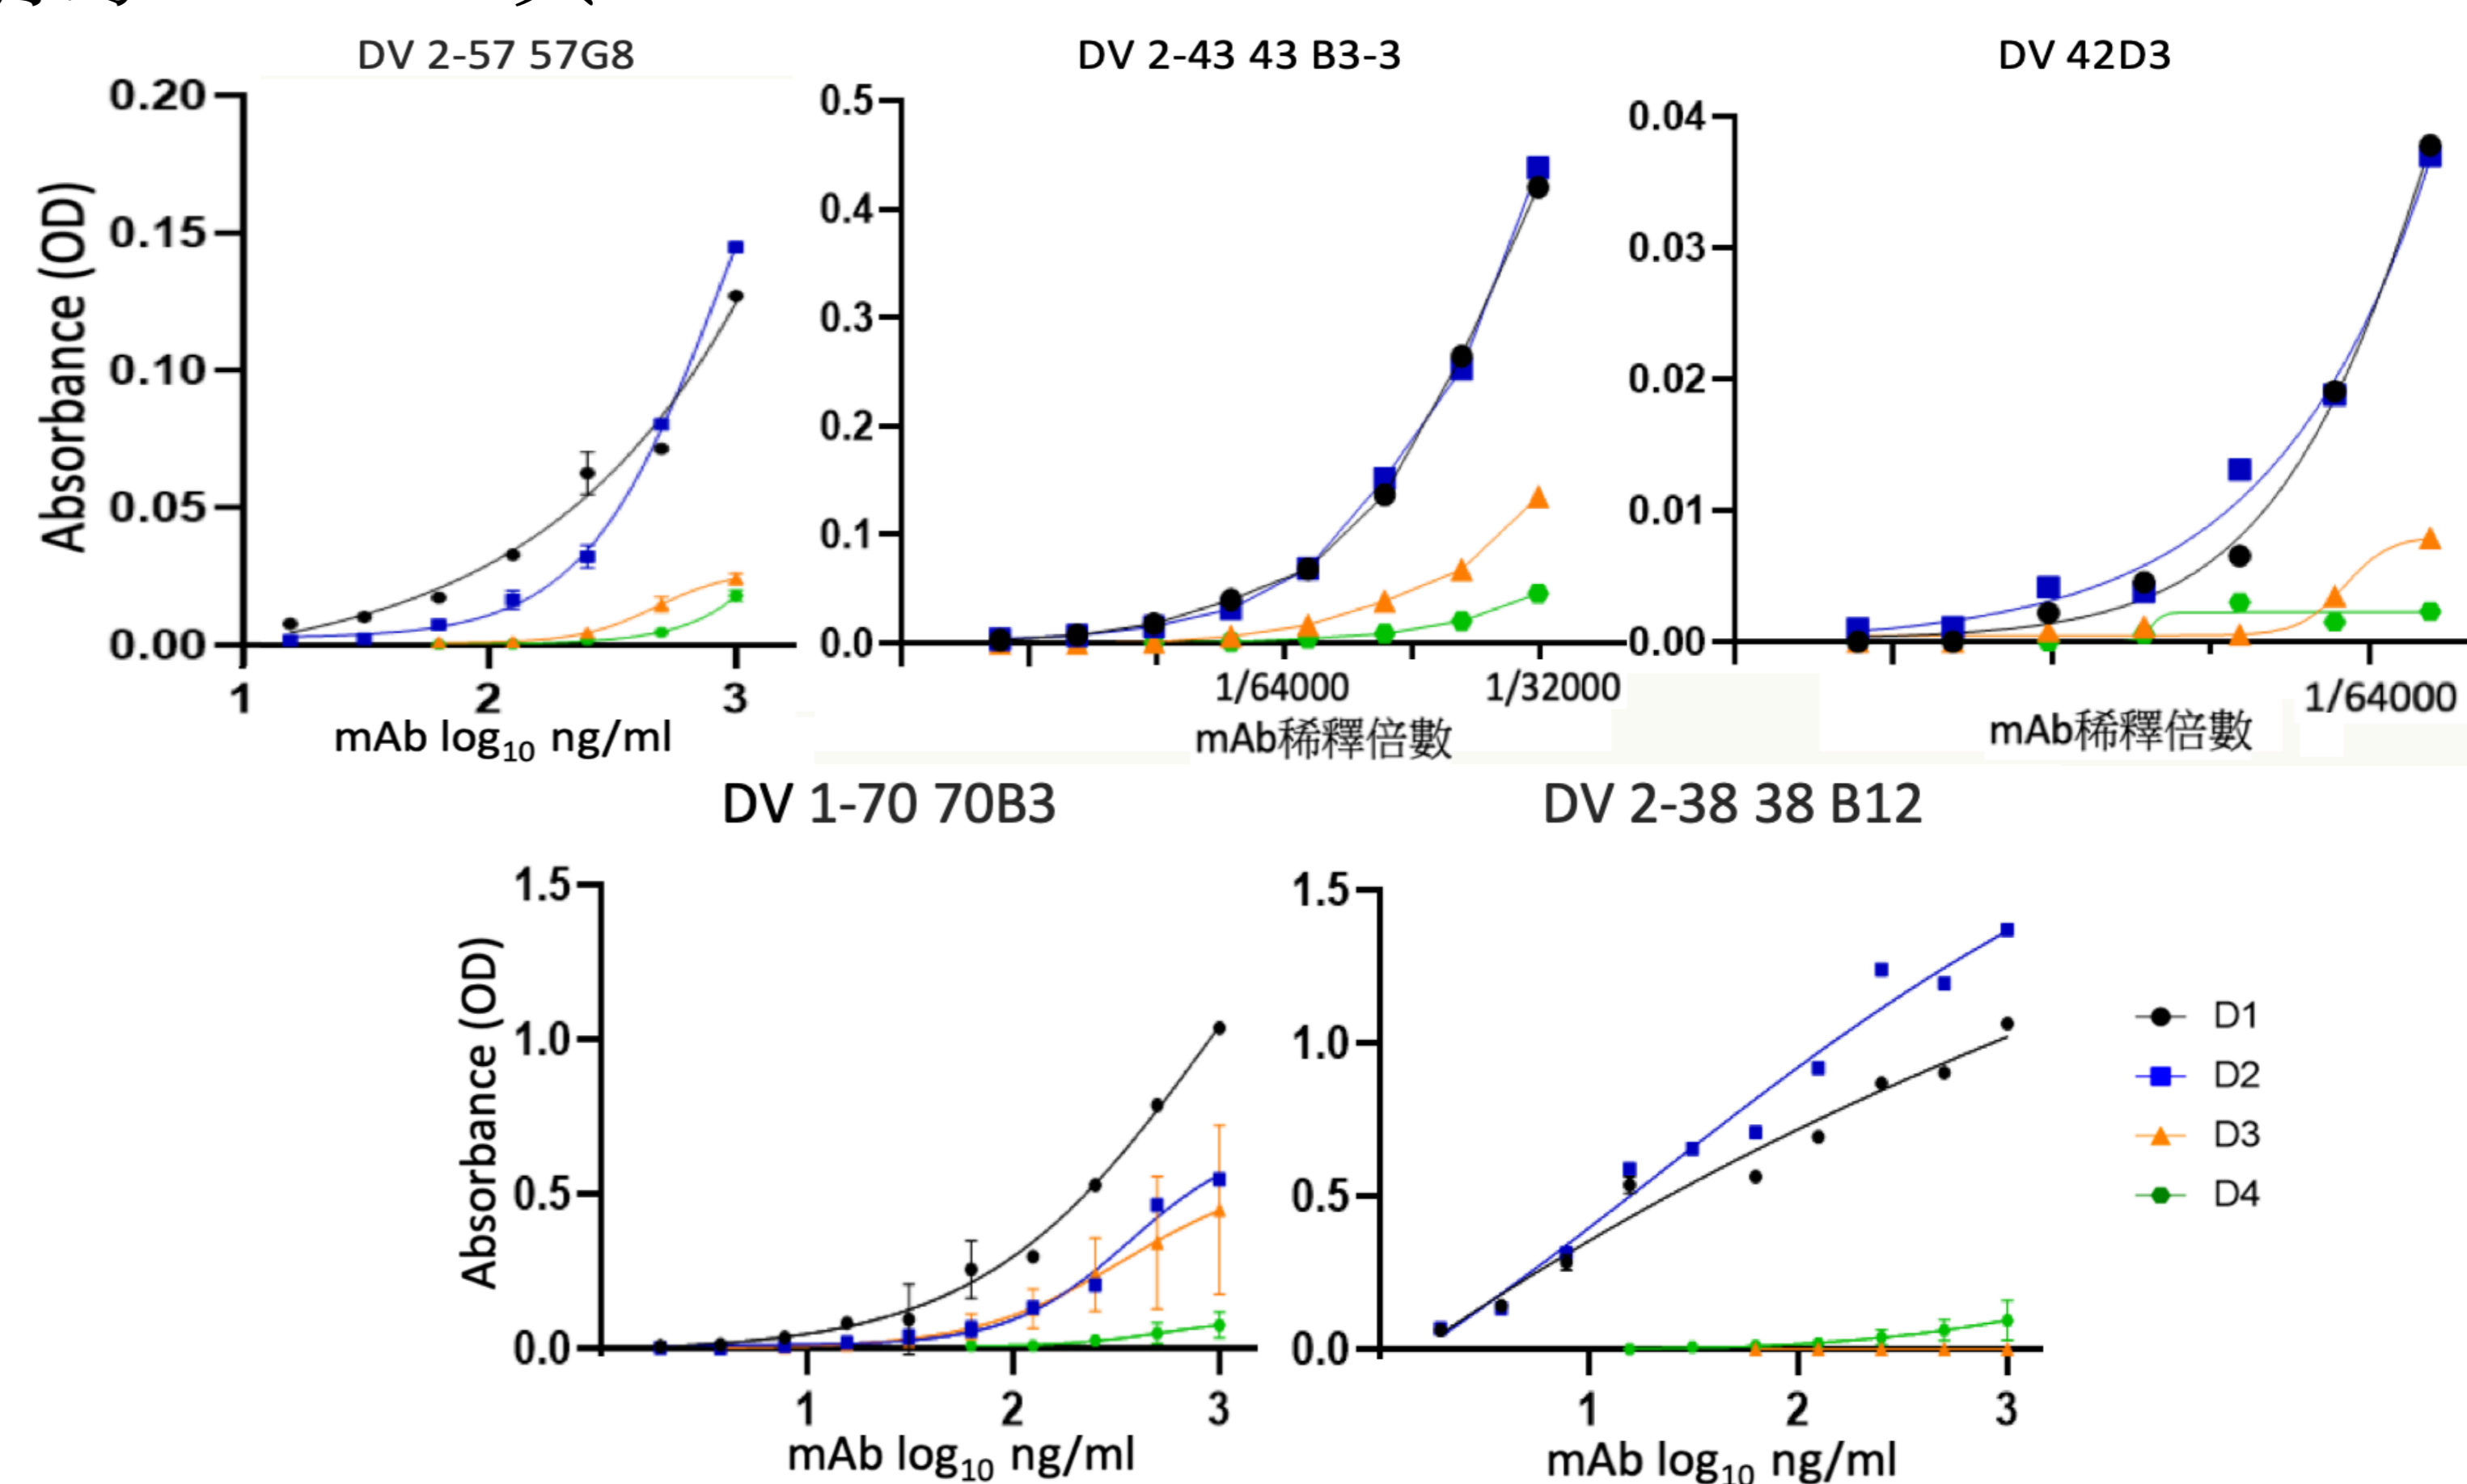 DV 2-57 57G8
0.20
0.15
0.10
0.05
0.00
Absorbance (OD)
1 2 3
mAb log₁₀ ng/ml
DV 2-43 43 B3-3
0.5
0.4
0.3
0.2
0.1
0.0
1/64000 1/32000
mAb稀釋倍數
DV 42D3
0.04
0.03
0.02
0.01
0.00
1/64000
mAb稀釋倍數
DV 1-70 70B3
1.5
1.0
0.5
0.0
Absorbance (OD)
1 2 3
mAb log₁₀ ng/ml
DV 2-38 38 B12
1.5
1.0
0.5
0.0
1 2 3
mAb log₁₀ ng/ml
D1
D2
D3
D4